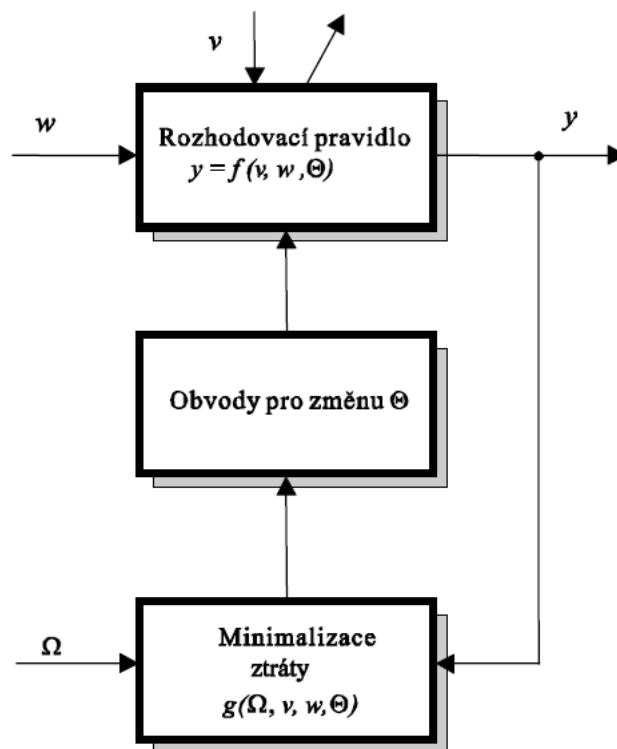 v
w
y
Rozhodovací pravidlo
y = f (v, w ,Θ)
Obvody pro změnu Θ
Ω
Minimalizace
ztráty
g(Ω, v, w,Θ)